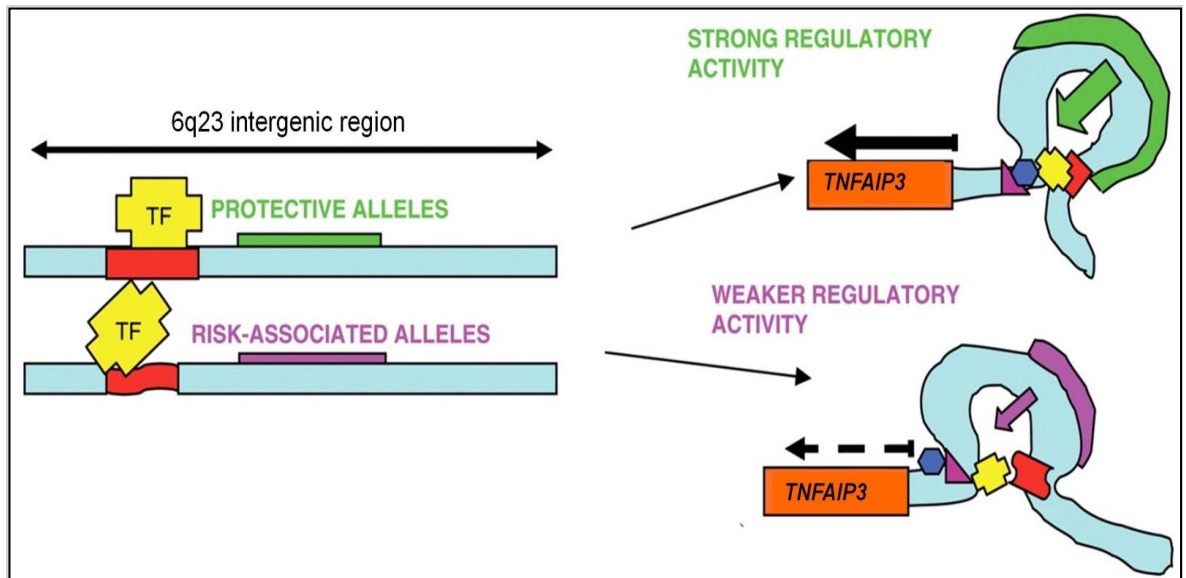 STRONG REGULATORY
ACTIVITY
6q23 intergenic region
TNFAIP3
TF
PROTECTIVE ALLELES
WEAKER REGULATORY
ACTIVITY
TF
RISK-ASSOCIATED ALLELES
TNFAIP3